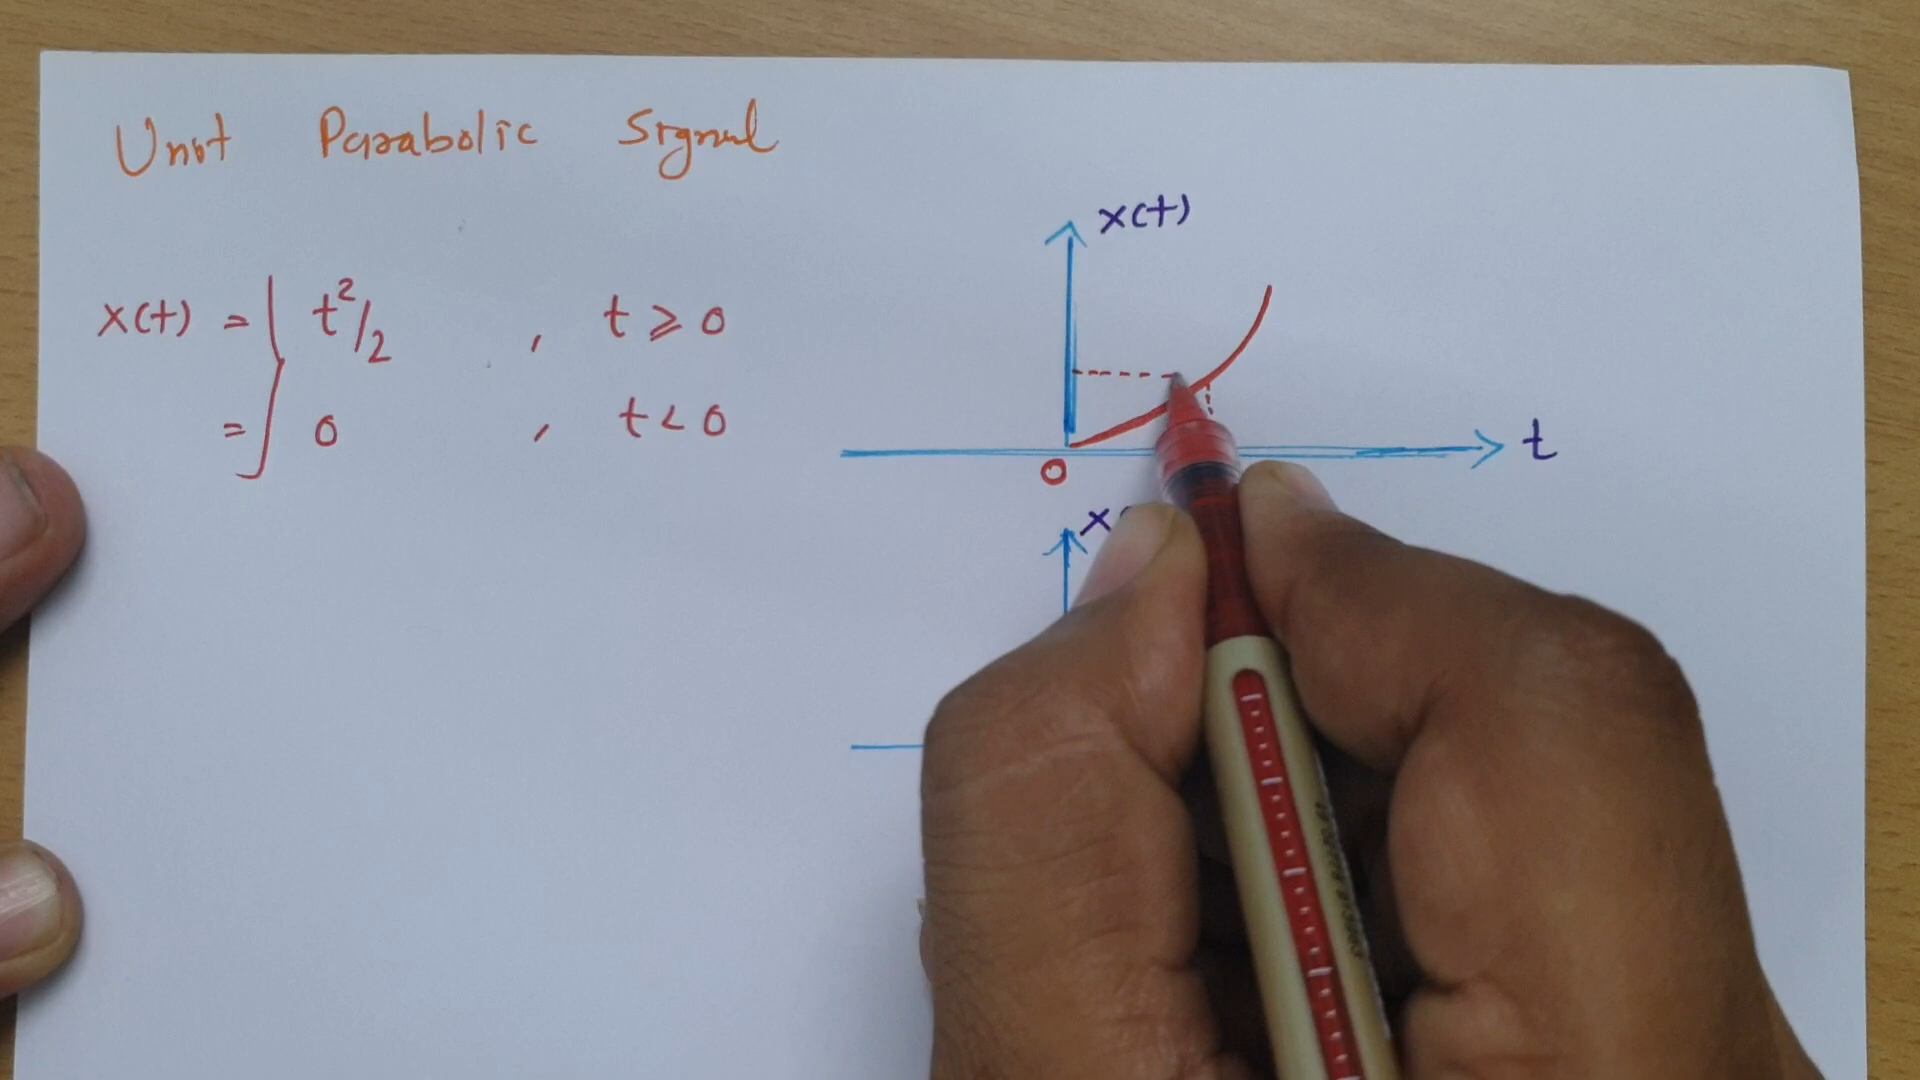 Unit Parabolic Signal
x(t)
x(t) = { t²/2 , t ≥ 0
= 0 , t < 0
t
0
x